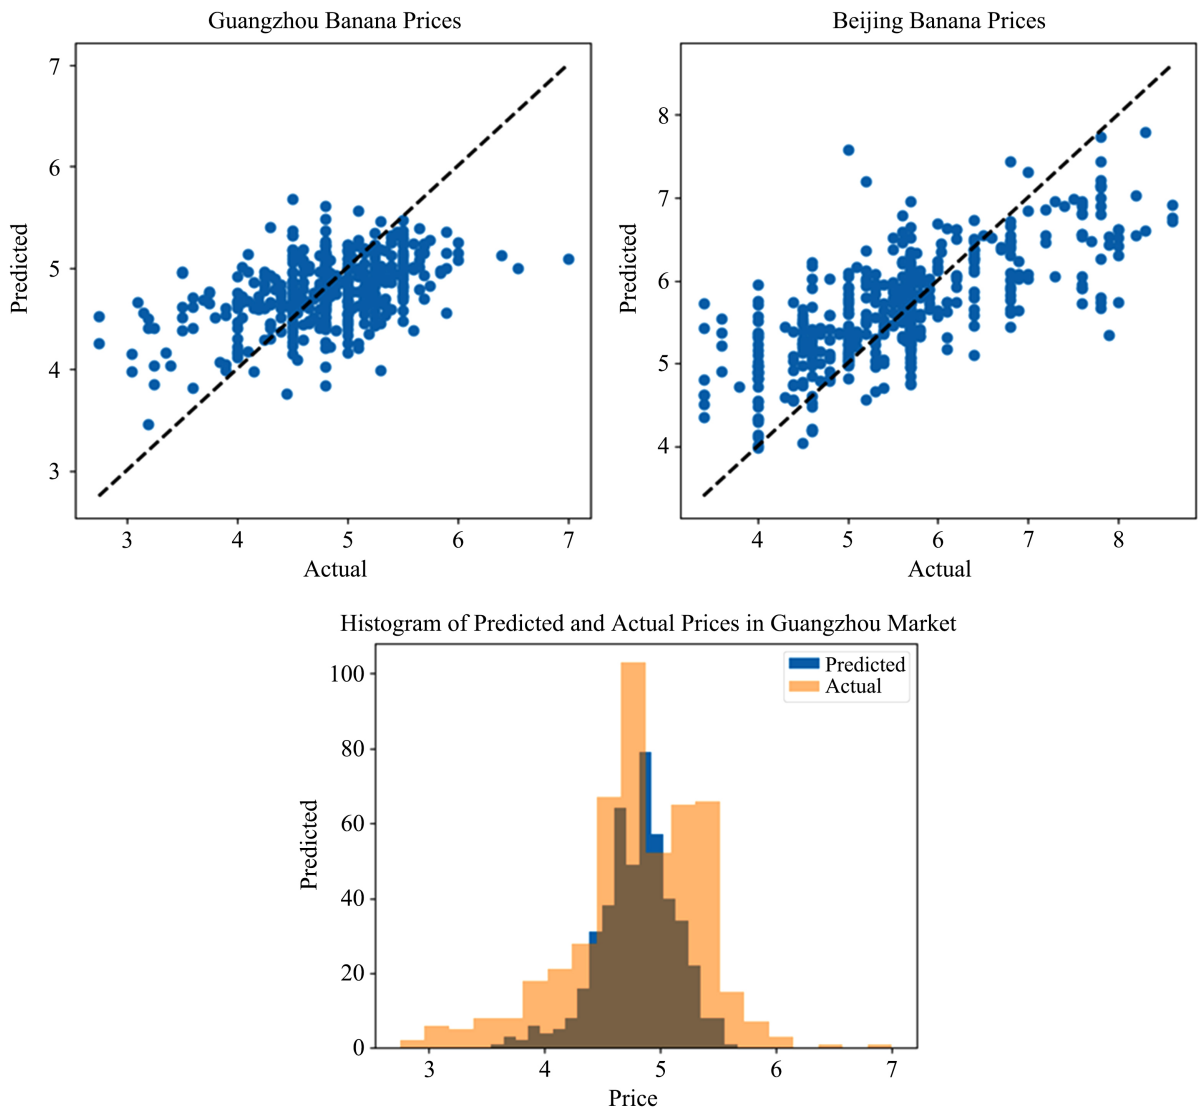 Guangzhou Banana Prices
Predicted
7
6
5
4
3
3 4 5 6 7
Actual
Beijing Banana Prices
Predicted
8
7
6
5
4
4 5 6 7 8
Actual
Histogram of Predicted and Actual Prices in Guangzhou Market
Predicted
Actual
Predicted
100
80
60
40
20
0
3 4 5 6 7
Price